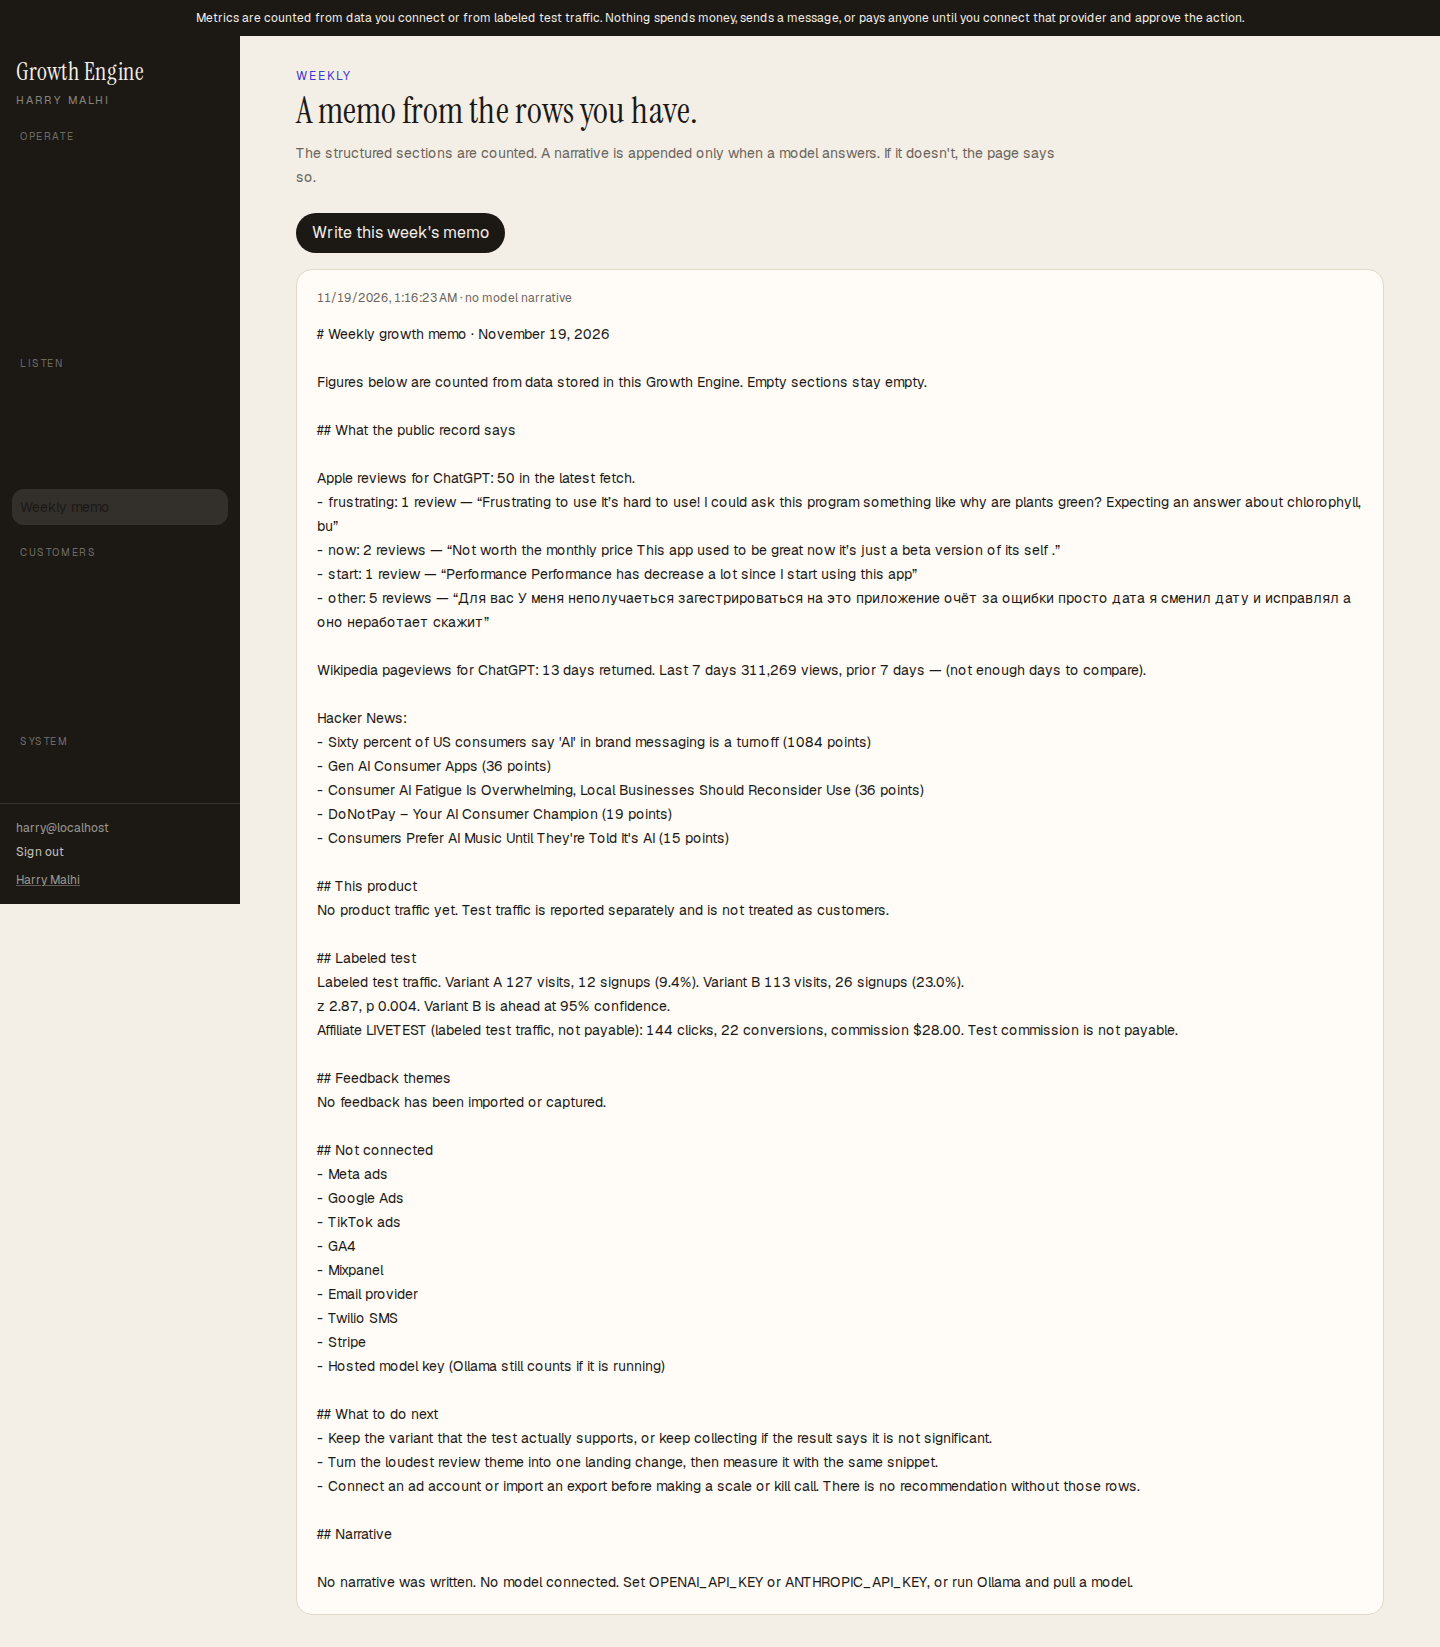 Metrics are counted from data you connect or from labeled test traffic. Nothing spends money, sends a message, or pays anyone until you connect that provider and approve the action.
Growth Engine
HARRY MALHI
OPERATE
LISTEN
Weekly memo
CUSTOMERS
SYSTEM
harry@localhost
Sign out
Harry Malhi
WEEKLY
A memo from the rows you have.
The structured sections are counted. A narrative is appended only when a model answers. If it doesn't, the page says
so.
Write this week's memo
11/19/2026, 1:16:23 AM · no model narrative
# Weekly growth memo · November 19, 2026
Figures below are counted from data stored in this Growth Engine. Empty sections stay empty.
## What the public record says
Apple reviews for ChatGPT: 50 in the latest fetch.
- frustrating: 1 review — “Frustrating to use It’s hard to use! I could ask this program something like why are plants green? Expecting an answer about chlorophyll,
bu”
- now: 2 reviews — “Not worth the monthly price This app used to be great now it’s just a beta version of its self .”
- start: 1 review — “Performance Performance has decrease a lot since I start using this app”
- other: 5 reviews — “Для вас У меня неполучаеться загестрироваться на это приложение очёт за ощибки просто дата я сменил дату и исправлял а
оно неработает скажит”
Wikipedia pageviews for ChatGPT: 13 days returned. Last 7 days 311,269 views, prior 7 days — (not enough days to compare).
Hacker News:
- Sixty percent of US consumers say 'AI' in brand messaging is a turnoff (1084 points)
- Gen AI Consumer Apps (36 points)
- Consumer AI Fatigue Is Overwhelming, Local Businesses Should Reconsider Use (36 points)
- DoNotPay – Your AI Consumer Champion (19 points)
- Consumers Prefer AI Music Until They're Told It's AI (15 points)
## This product
No product traffic yet. Test traffic is reported separately and is not treated as customers.
## Labeled test
Labeled test traffic. Variant A 127 visits, 12 signups (9.4%). Variant B 113 visits, 26 signups (23.0%).
z 2.87, p 0.004. Variant B is ahead at 95% confidence.
Affiliate LIVETEST (labeled test traffic, not payable): 144 clicks, 22 conversions, commission $28.00. Test commission is not payable.
## Feedback themes
No feedback has been imported or captured.
## Not connected
- Meta ads
- Google Ads
- TikTok ads
- GA4
- Mixpanel
- Email provider
- Twilio SMS
- Stripe
- Hosted model key (Ollama still counts if it is running)
## What to do next
- Keep the variant that the test actually supports, or keep collecting if the result says it is not significant.
- Turn the loudest review theme into one landing change, then measure it with the same snippet.
- Connect an ad account or import an export before making a scale or kill call. There is no recommendation without those rows.
## Narrative
No narrative was written. No model connected. Set OPENAI_API_KEY or ANTHROPIC_API_KEY, or run Ollama and pull a model.